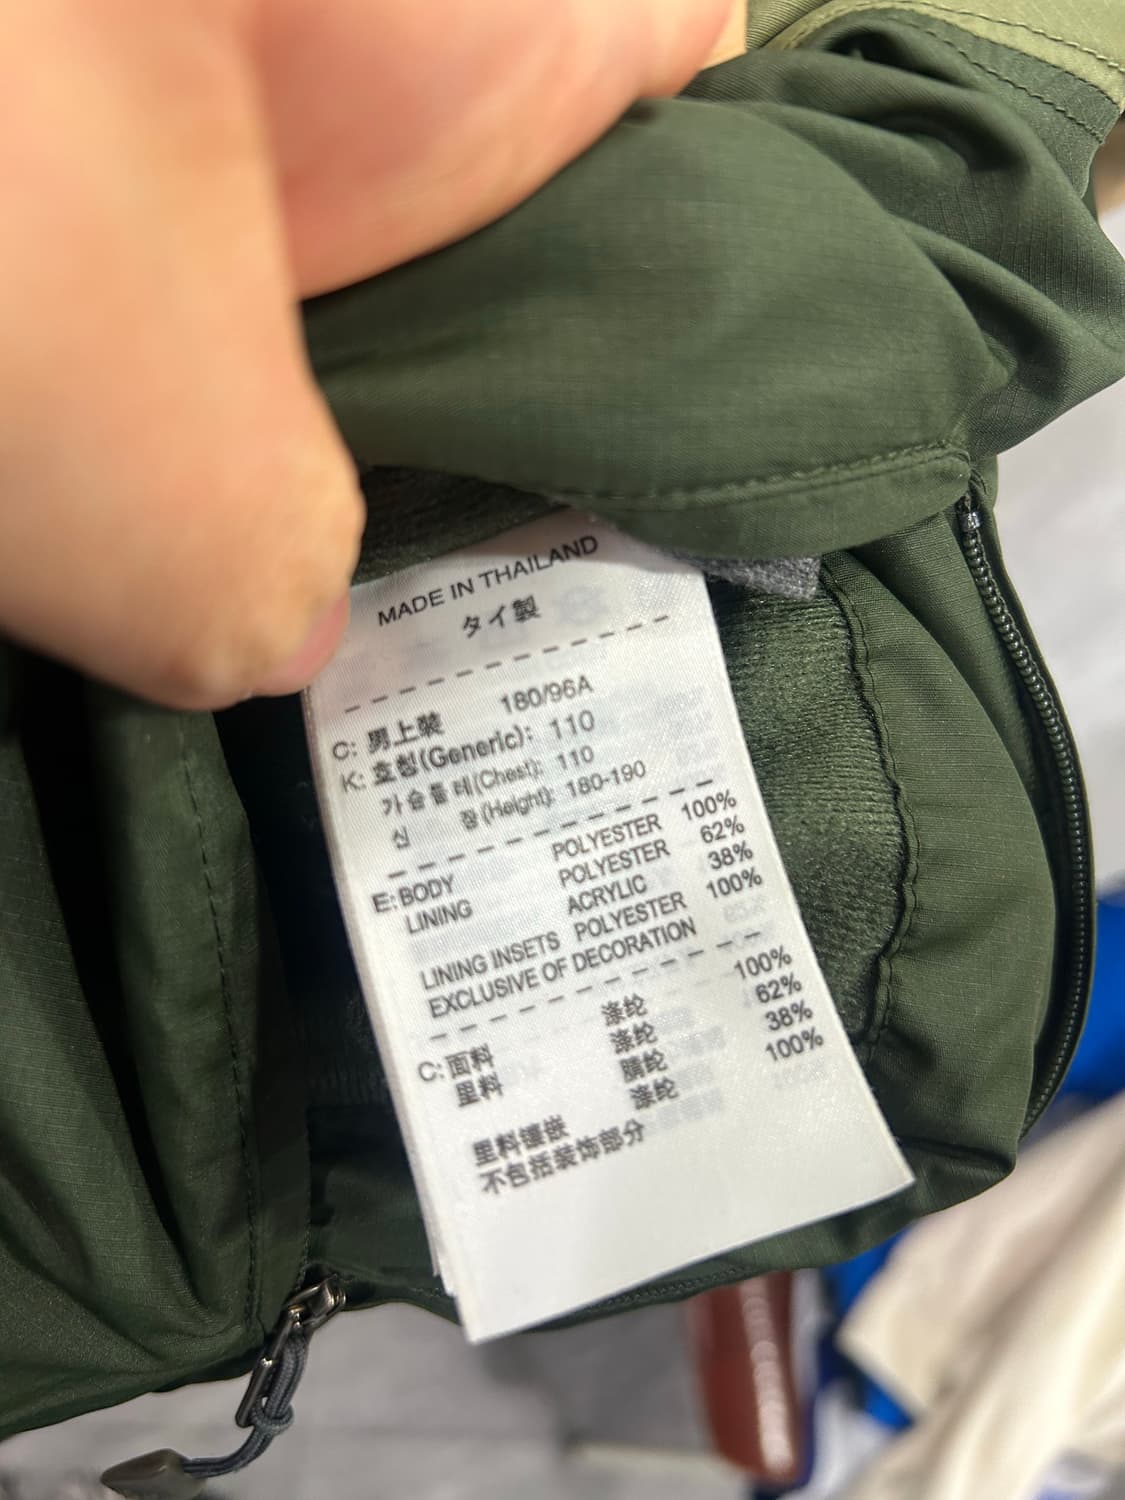 MADE IN THAILAND
タイ製
C: 男上裝 180/96A
K: 호칭(Generic): 110
가슴둘레(Chest): 110
신 장(Height): 180-190
E: BODY POLYESTER 100%
LINING POLYESTER 62%
ACRYLIC 38%
LINING INSETS POLYESTER 100%
EXCLUSIVE OF DECORATION
C: 面料 涤纶 100%
里料 涤纶 62%
腈纶 38%
里料镶嵌 涤纶 100%
不包括装饰部分